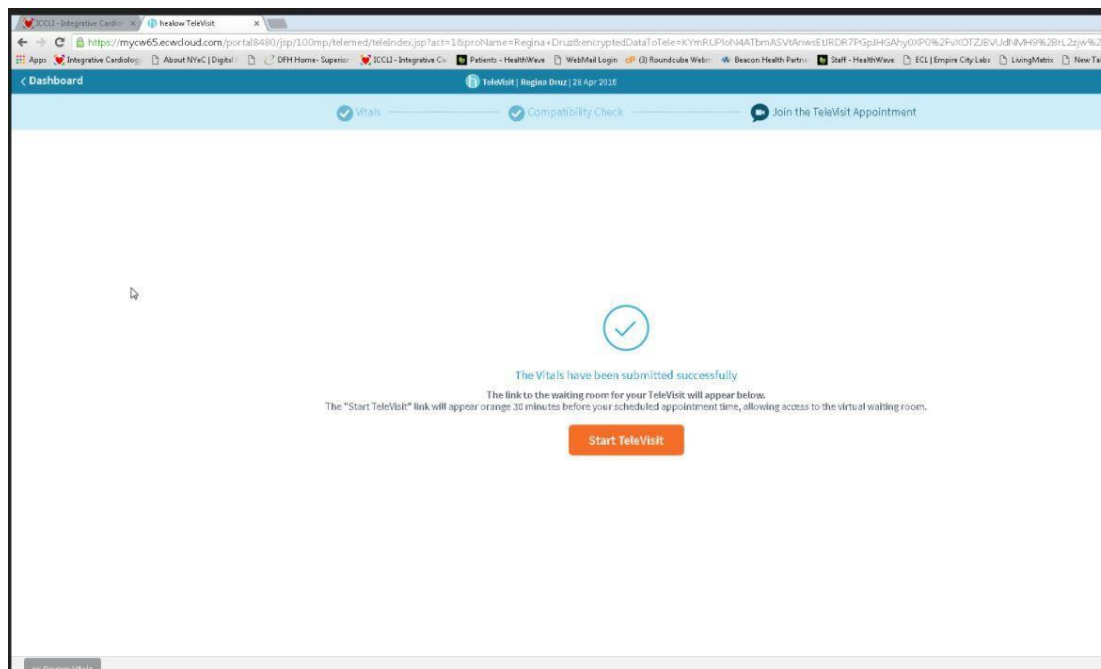 ICCLI - Integrative Cardio
healow TeleVisit
https://mycw65.ecwcloud.com/portal8480/jsp/100mp/telemed/teleIndex.jsp?act=1&proName=Regina+Druz&encryptedDataToTele=
Apps Integrative Cardiology About NYeC | Digital DFH Home- Superior ICCLI - Integrative Ca Patients - HealthWave WebMail Login (3) Roundcube Webm Beacon Health Partn Staff - HealthWave ECL | Empire City Labs LivingMatrix New Ta
< Dashboard
TeleVisit | Regina Druz | 28 Apr 2016
Vitals Compatibility Check Join the TeleVisit Appointment
The Vitals have been submitted successfully
The link to the waiting room for your TeleVisit will appear below.
The "Start TeleVisit" link will appear orange 30 minutes before your scheduled appointment time, allowing access to the virtual waiting room.
Start TeleVisit
<< Review Vitals